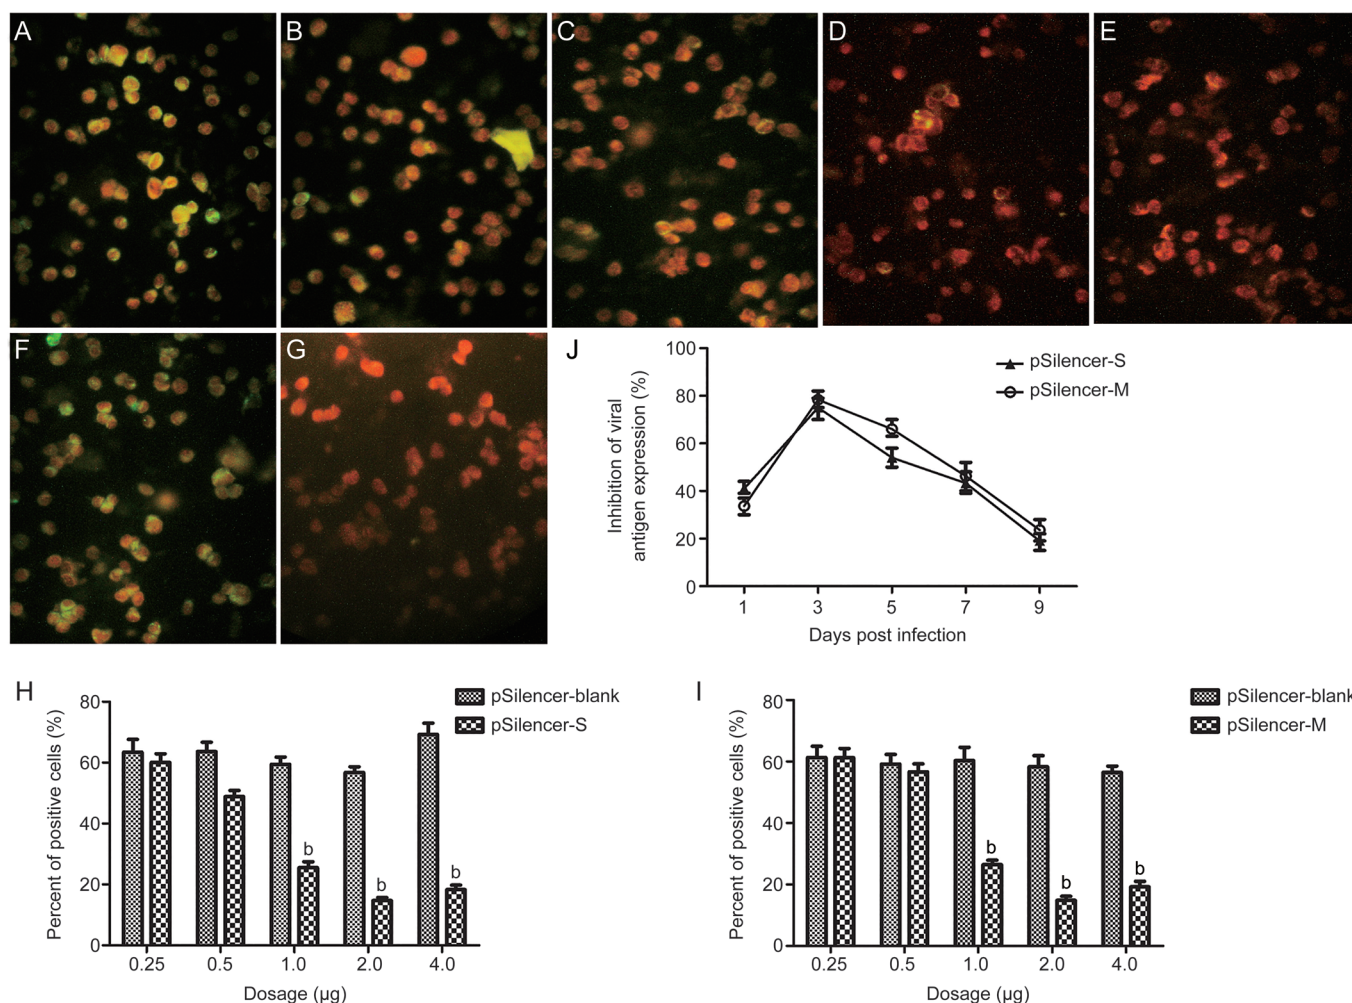 A
B
C
D
E
F
G
J
100
80
60
40
20
0
Inhibition of viral
antigen expression (%)
pSilencer-S
pSilencer-M
1 3 5 7 9
Days post infection
H
80
60
40
20
0
Percent of positive cells (%)
pSilencer-blank
pSilencer-S
b
b
b
0.25 0.5 1.0 2.0 4.0
Dosage (µg)
I
80
60
40
20
0
Percent of positive cells (%)
pSilencer-blank
pSilencer-M
b
b
b
0.25 0.5 1.0 2.0 4.0
Dosage (µg)